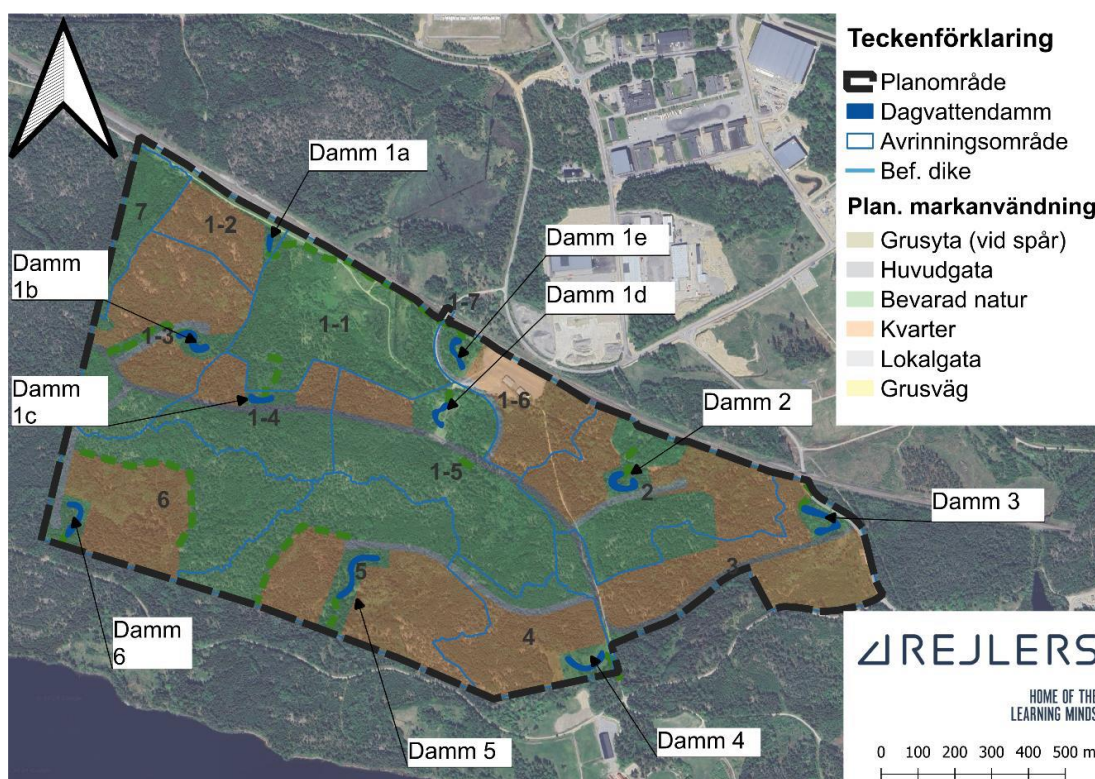 Teckenförklaring
Planområde
Dagvattendamm
Avrinningsområde
Bef. dike
Plan. markanvändning
Grusyta (vid spår)
Huvudgata
Bevarad natur
Kvarter
Lokalgata
Grusväg
Damm 1a
7
1-2
Damm
1b
Damm 1e
Damm 1d
1-7
1-1
1-3
1-6
Damm
1c
1-4
Damm 2
1-5
6
2
Damm 3
3
5
4
Damm
6
Damm 5
Damm 4
REJLERS
HOME OF THE
LEARNING MINDS
0 100 200 300 400 500 m